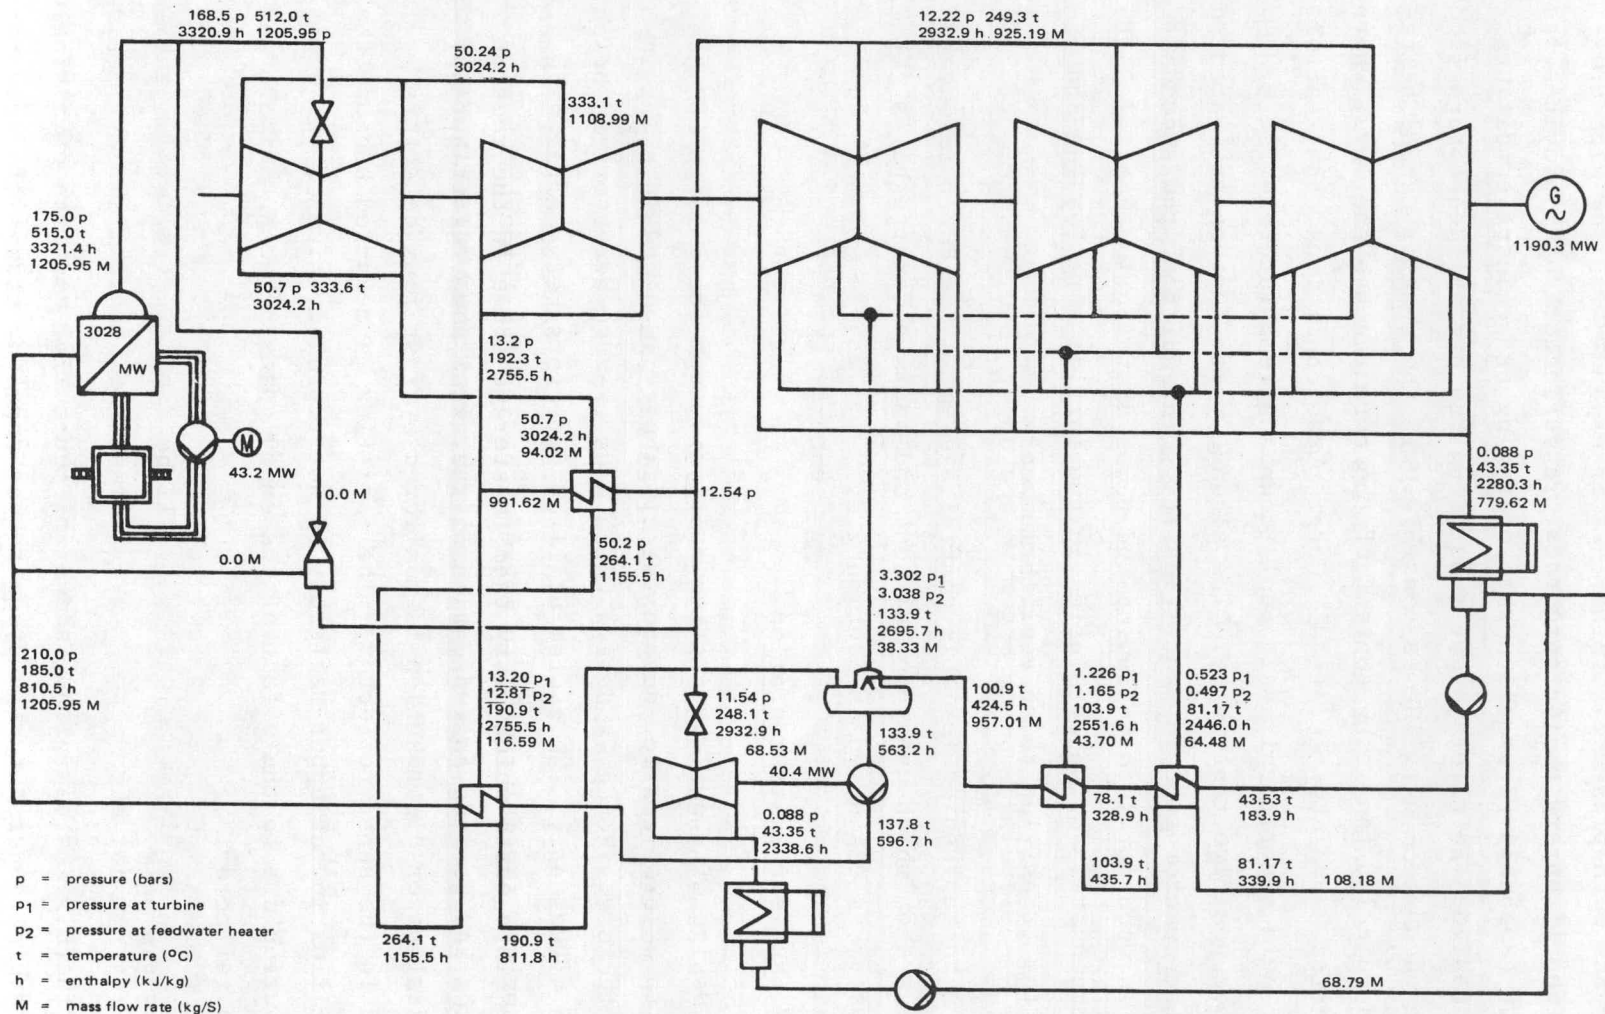 168.5 p 512.0 t
3320.9 h 1205.95 p
50.24 p
3024.2 h
12.22 p 249.3 t
2932.9 h 925.19 M
333.1 t
1108.99 M
G
~
1190.3 MW
175.0 p
515.0 t
3321.4 h
1205.95 M
50.7 p 333.6 t
3024.2 h
3028
MW
M
43.2 MW
13.2 p
192.3 t
2755.5 h
50.7 p
3024.2 h
94.02 M
991.62 M
12.54 p
0.0 M
0.0 M
50.2 p
264.1 t
1155.5 h
0.088 p
43.35 t
2280.3 h
779.62 M
3.302 p1
3.038 p2
133.9 t
2695.7 h
38.33 M
210.0 p
185.0 t
810.5 h
1205.95 M
13.20 p1
12.81 p2
190.9 t
2755.5 h
116.59 M
11.54 p
248.1 t
2932.9 h
68.53 M
40.4 MW
133.9 t
563.2 h
100.9 t
424.5 h
957.01 M
1.226 p1
1.165 p2
103.9 t
2551.6 h
43.70 M
0.523 p1
0.497 p2
81.17 t
2446.0 h
64.48 M
0.088 p
43.35 t
2338.6 h
137.8 t
596.7 h
78.1 t
328.9 h
43.53 t
183.9 h
103.9 t
435.7 h
81.17 t
339.9 h
108.18 M
264.1 t
1155.5 h
190.9 t
811.8 h
68.79 M
p = pressure (bars)
p1 = pressure at turbine
p2 = pressure at feedwater heater
t = temperature (°C)
h = enthalpy (kJ/kg)
M = mass flow rate (kg/S)